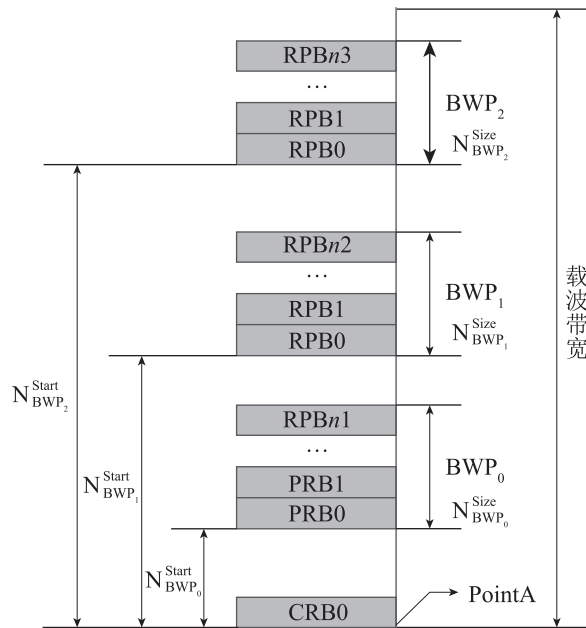 RPBn3
…
RPB1
RPB0
BWP₂
N^Size_BWP₂
RPBn2
…
RPB1
RPB0
BWP₁
N^Size_BWP₁
载波带宽
N^Start_BWP₂
RPBn1
…
PRB1
PRB0
BWP₀
N^Size_BWP₀
N^Start_BWP₁
N^Start_BWP₀
CRB0
PointA